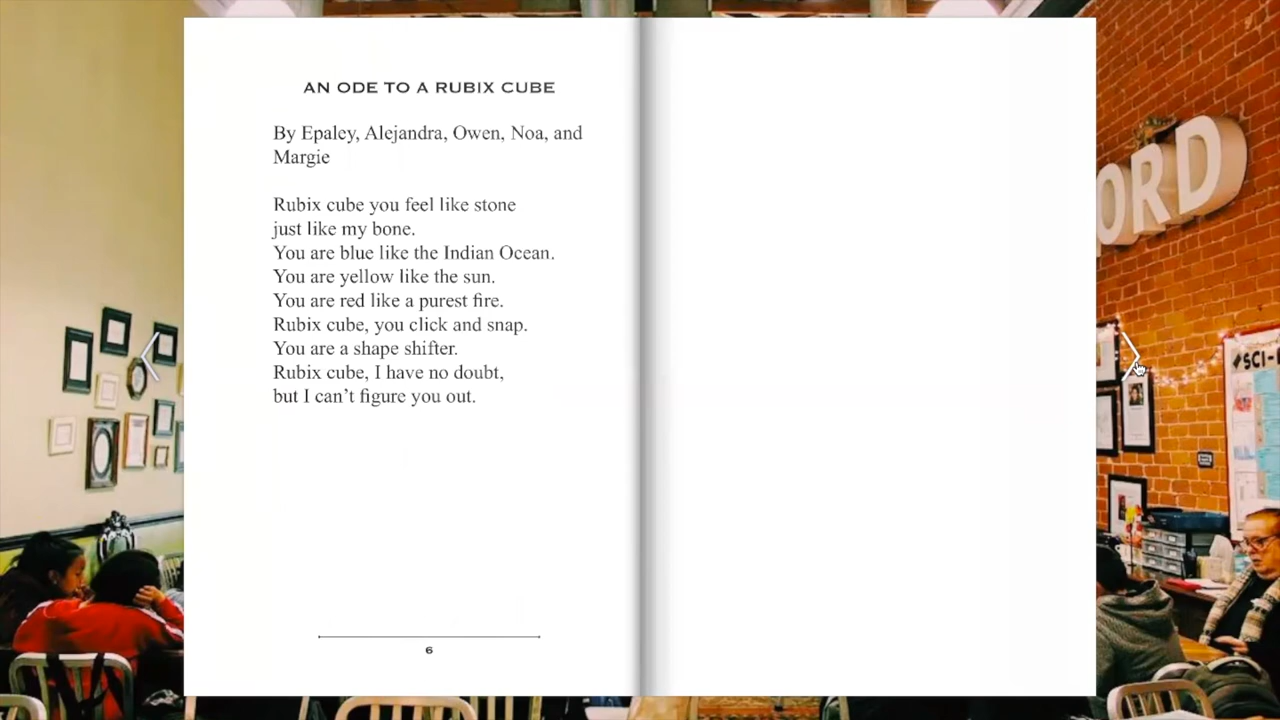 AN ODE TO A RUBIX CUBE
By Epaley, Alejandra, Owen, Noa, and
Margie
Rubix cube you feel like stone
just like my bone.
You are blue like the Indian Ocean.
You are yellow like the sun.
You are red like a purest fire.
Rubix cube, you click and snap.
You are a shape shifter.
Rubix cube, I have no doubt,
but I can't figure you out.
6
ORD
SCI-